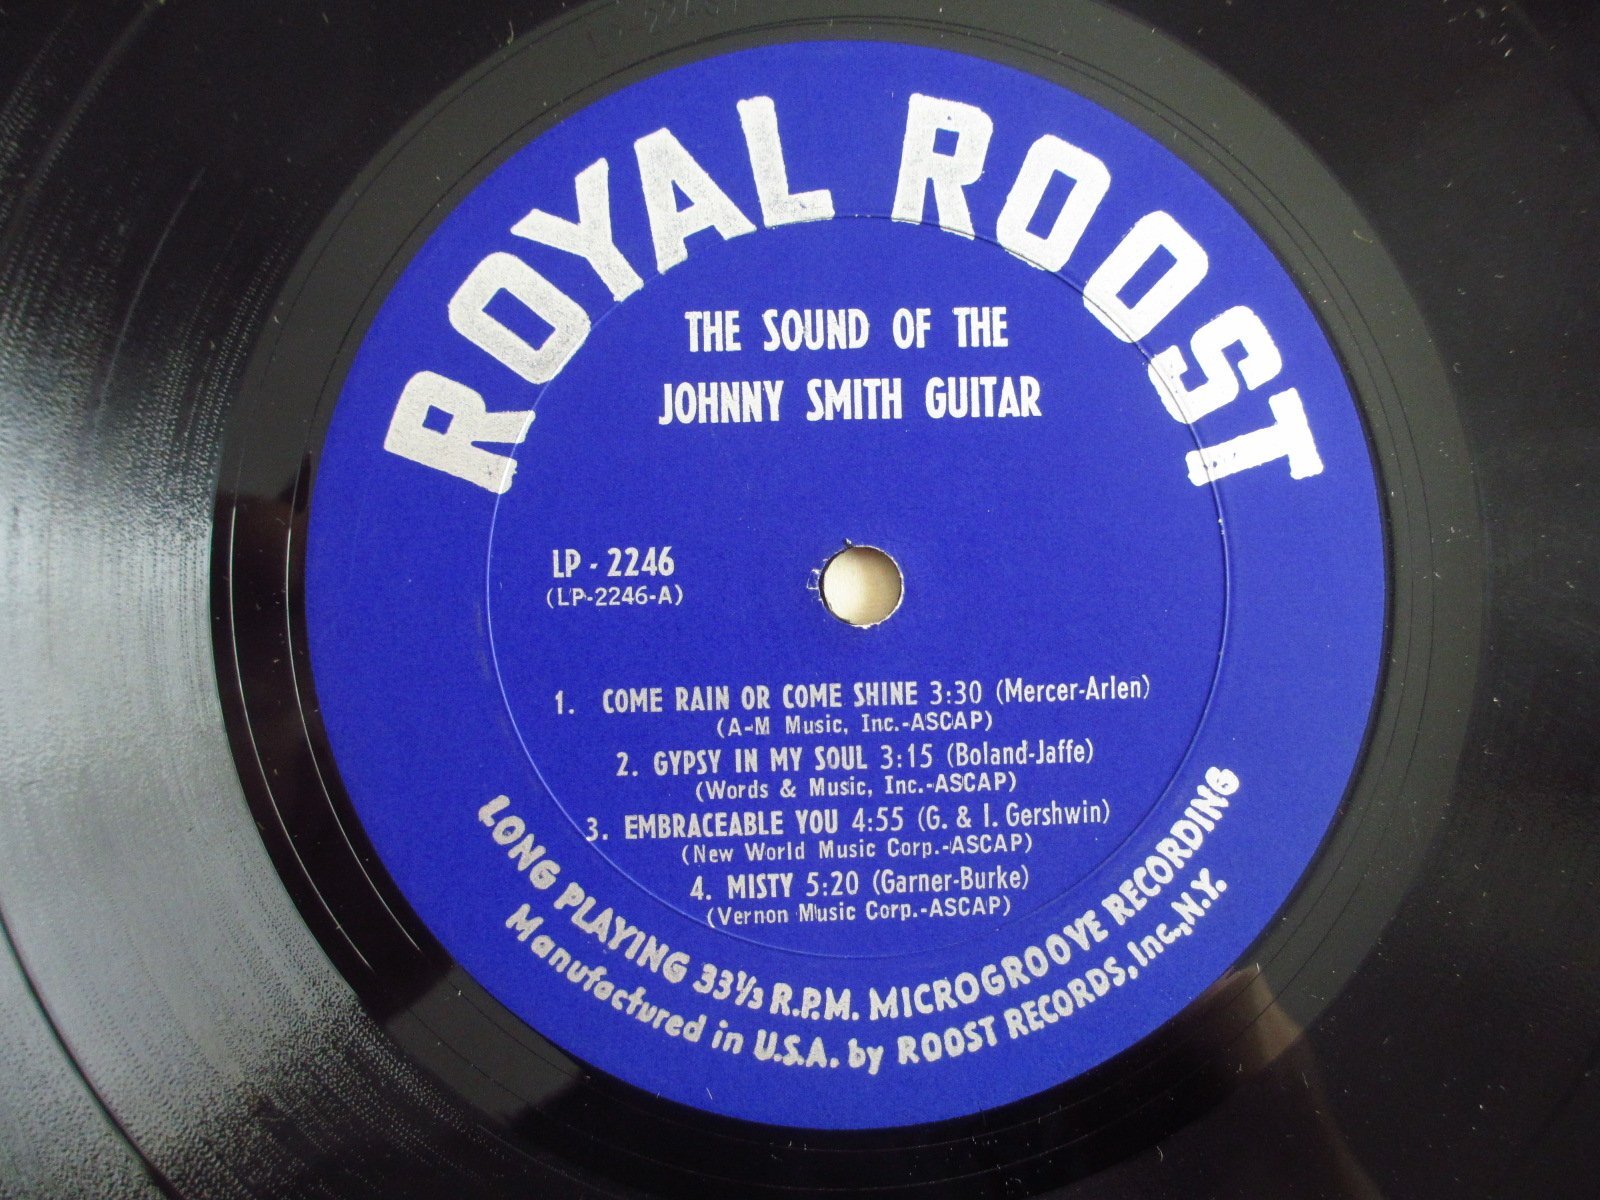 ROYAL ROOST
THE SOUND OF THE
JOHNNY SMITH GUITAR
LP - 2246
(LP-2246-A)
1. COME RAIN OR COME SHINE 3:30 (Mercer-Arlen)
(A-M Music, Inc.-ASCAP)
2. GYPSY IN MY SOUL 3:15 (Boland-Jaffe)
(Words & Music, Inc.-ASCAP)
3. EMBRACEABLE YOU 4:55 (G. & I. Gershwin)
(New World Music Corp.-ASCAP)
4. MISTY 5:20 (Garner-Burke)
(Vernon Music Corp.-ASCAP)
LONG PLAYING 33⅓ R.P.M. MICROGROOVE RECORDING
Manufactured in U.S.A. by ROOST RECORDS, Inc., N.Y.